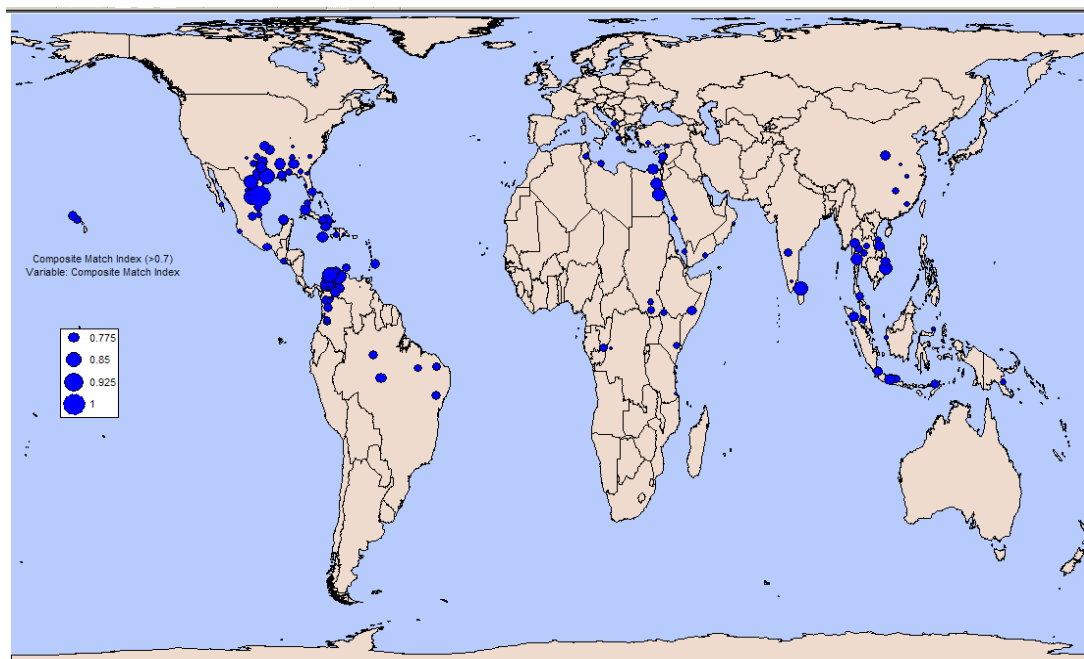 Composite Match Index (>0.7)
Variable: Composite Match Index
0.775
0.85
0.925
1